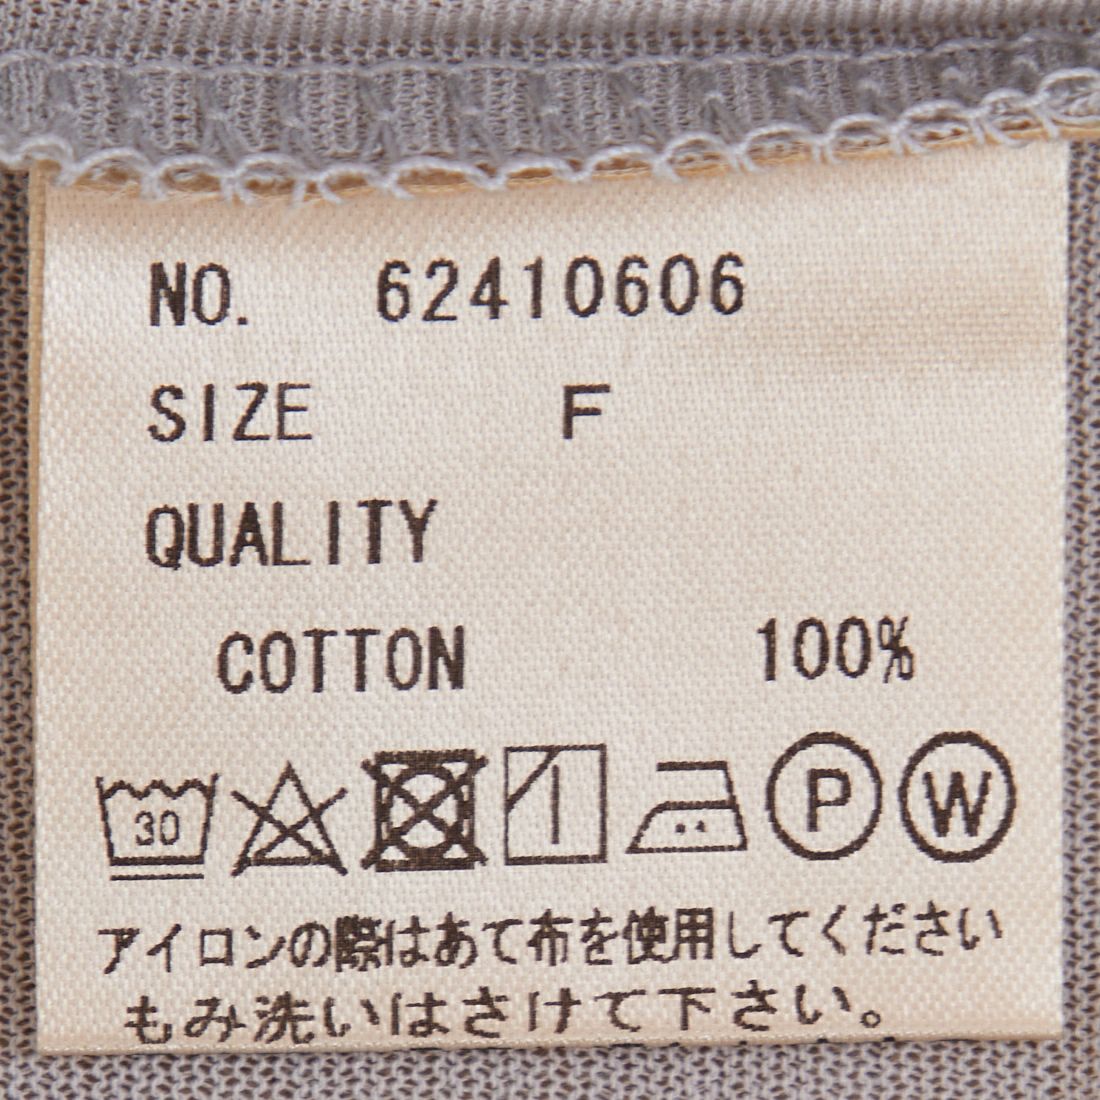 NO. 62410606
SIZE F
QUALITY
COTTON 100%
30 P W
アイロンの際はあて布を使用してください
もみ洗いはさけて下さい。